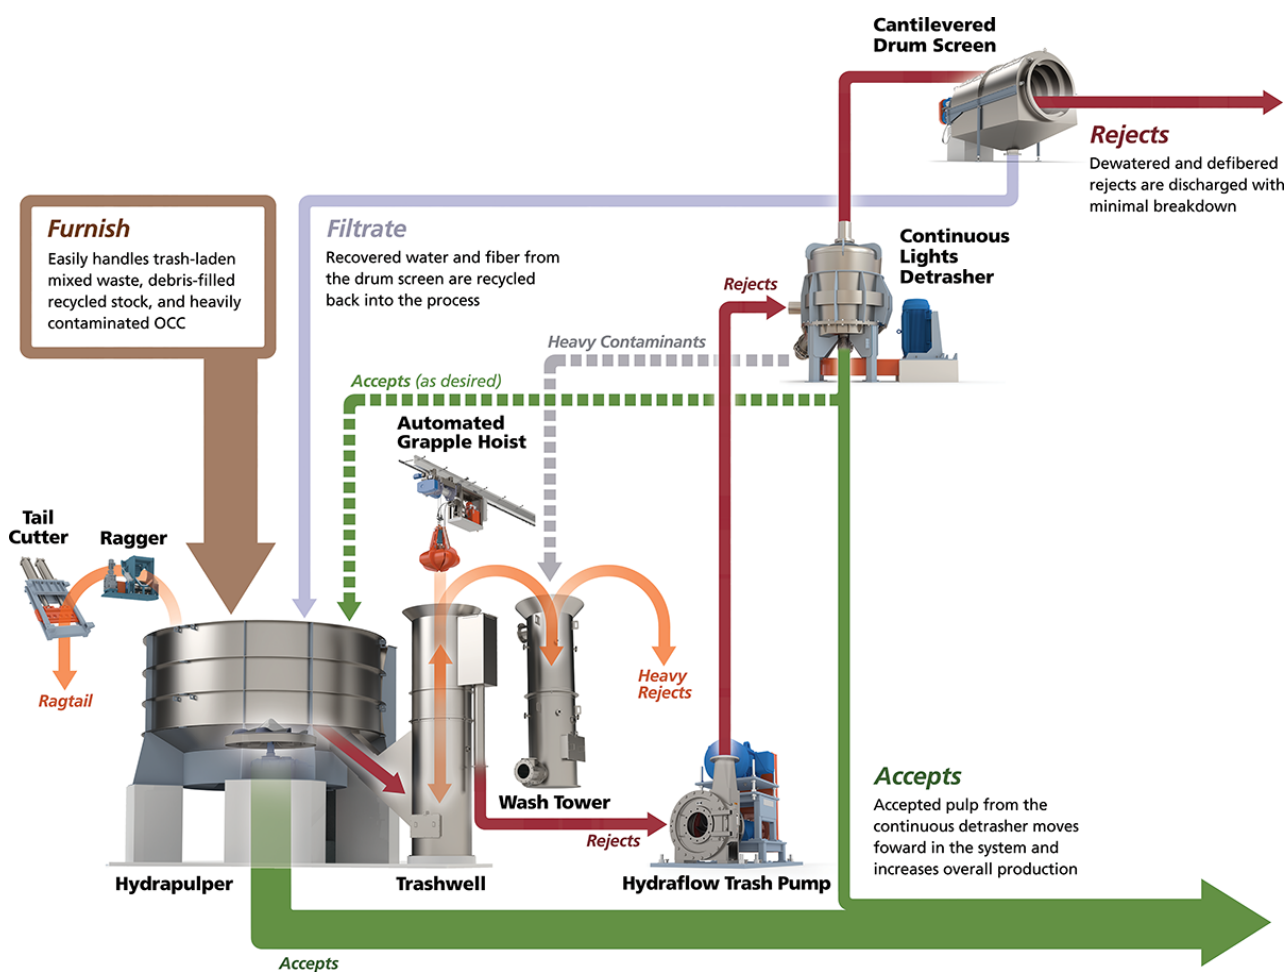 Cantilevered
Drum Screen
Rejects
Dewatered and defibered
rejects are discharged with
minimal breakdown
Furnish
Easily handles trash-laden
mixed waste, debris-filled
recycled stock, and heavily
contaminated OCC
Filtrate
Recovered water and fiber from
the drum screen are recycled
back into the process
Continuous
Lights
Detrasher
Rejects
Heavy Contaminants
Accepts (as desired)
Automated
Grapple Hoist
Tail
Cutter
Ragger
Ragtail
Heavy
Rejects
Wash Tower
Rejects
Hydrapulper
Trashwell
Hydraflow Trash Pump
Accepts
Accepted pulp from the
continuous detrasher moves
foward in the system and
increases overall production
Accepts